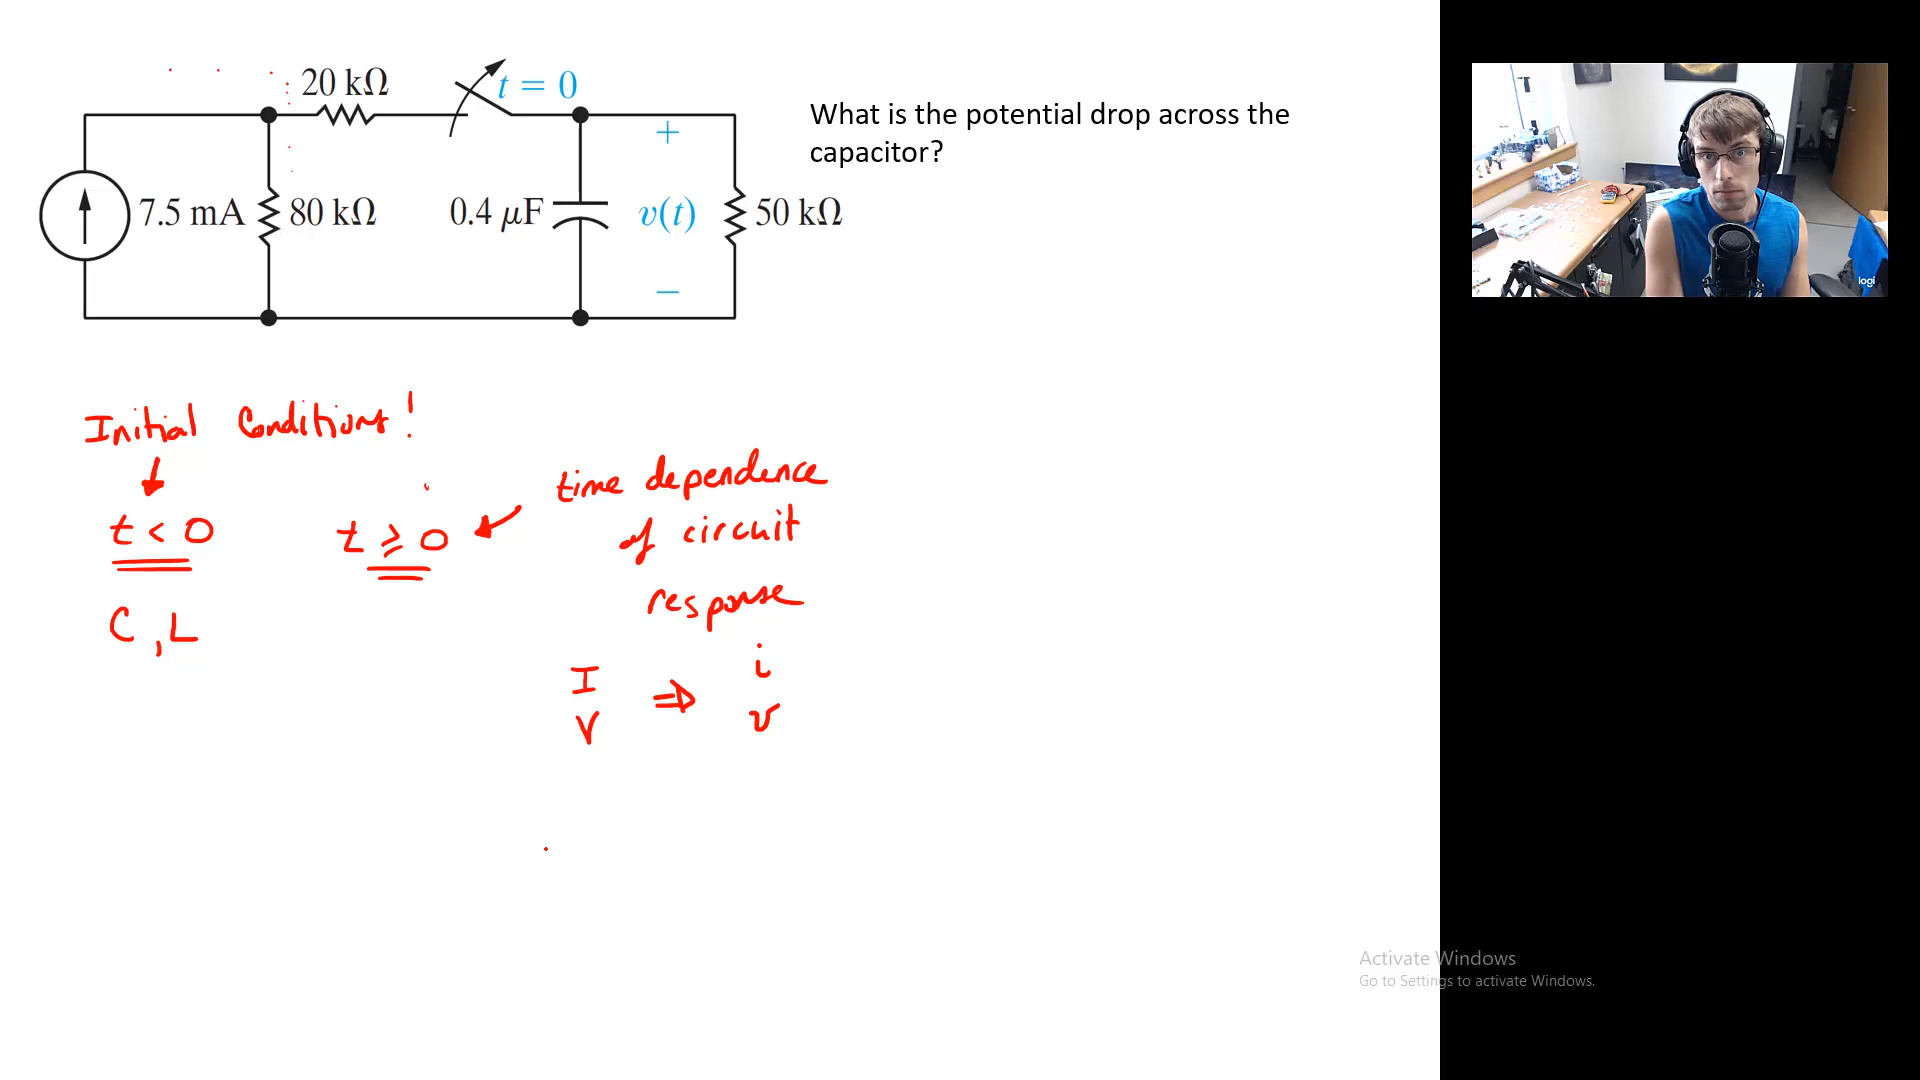 20 kΩ
t = 0
What is the potential drop across the
capacitor?
+
7.5 mA
80 kΩ
0.4 μF
v(t)
50 kΩ
−
logi
Initial Conditions!
time dependence
of circuit
response
t < 0
t ⩾ 0
C, L
I ⇒ i
V v
Activate Windows
Go to Settings to activate Windows.